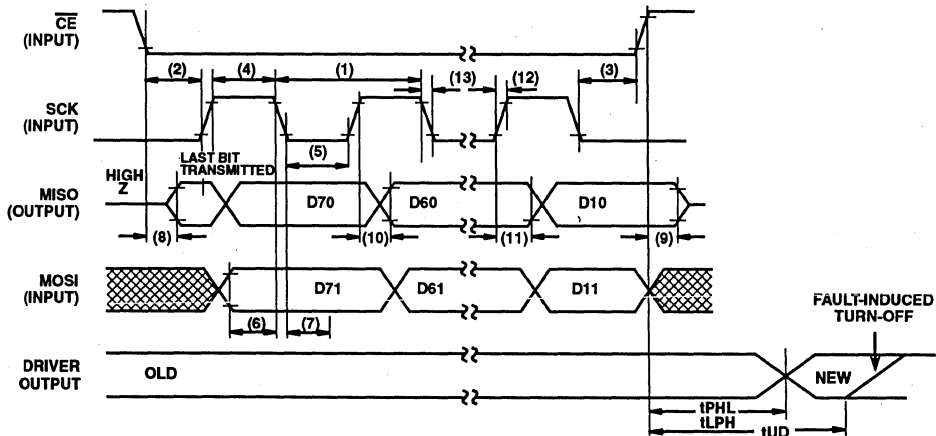 CE
(INPUT)
(2)
(4)
(1)
(13)
(12)
(3)
SCK
(INPUT)
(5)
LAST BIT
TRANSMITTED
HIGH
Z
MISO
(OUTPUT)
D70
D60
D10
(8)
(10)
(11)
(9)
MOSI
(INPUT)
D71
D61
D11
(6)
(7)
FAULT-INDUCED
TURN-OFF
DRIVER
OUTPUT
OLD
NEW
tPHL
tLPH
tUD